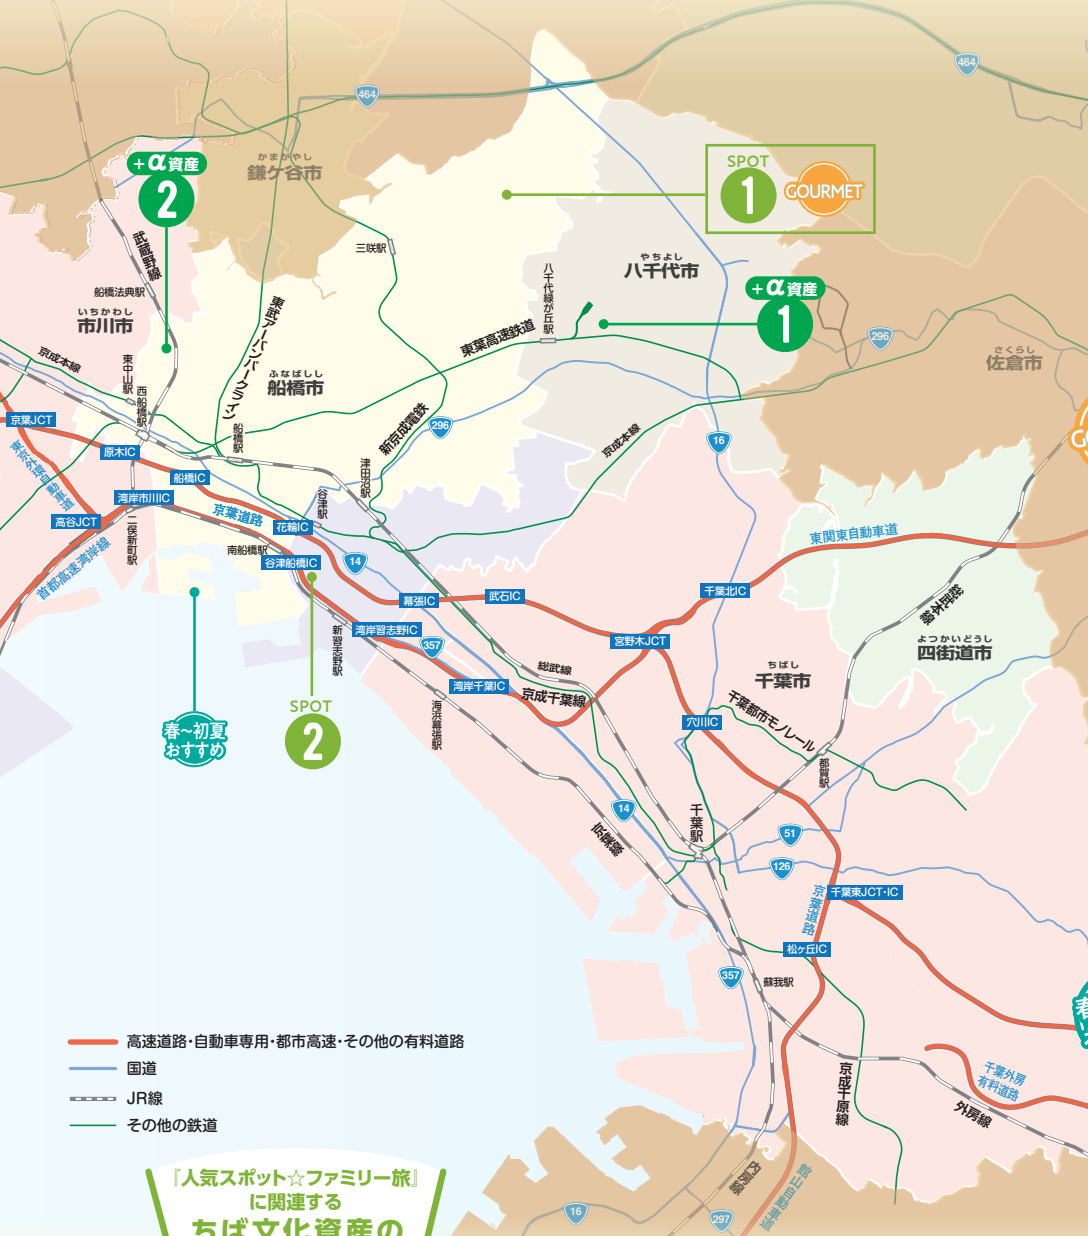 464
464
かまがやし
鎌ケ谷市
+α資産
2
SPOT
1
GOURMET
武蔵野線
三咲駅
やちよし
八千代市
八千代緑が丘駅
船橋法典駅
+α資産
1
いちかわし
市川市
東武アーバンパークライン
東葉高速鉄道
296
さくらし
佐倉市
京成本線
東中山駅
西船橋駅
ふなばしし
船橋市
新京成電鉄
296
京葉JCT
船橋駅
京成本線
16
原木IC
東京外環自動車道
船橋IC
津田沼駅
湾岸市川IC
谷津駅
高谷JCT
二俣新町駅
京葉道路
花輪IC
東関東自動車道
首都高速湾岸線
南船橋駅
谷津船橋IC
14
幕張IC
武石IC
千葉北IC
総武本線
新習志野駅
湾岸習志野IC
357
宮野木JCT
よつかいどうし
四街道市
総武線
ちばし
千葉市
湾岸千葉IC
京成千葉線
春〜初夏
おすすめ
SPOT
2
海浜幕張駅
穴川IC
千葉都市モノレール
都賀駅
14
千葉駅
51
京葉線
126
京葉道路
千葉東JCT・IC
松ヶ丘IC
357
蘇我駅
春
高速道路・自動車専用・都市高速・その他の有料道路
国道
JR線
その他の鉄道
京成千原線
千葉外房
有料道路
外房線
内房線
館山自動車道
16
297
『人気スポット☆ファミリー旅』
に関連する
ちば文化資産の